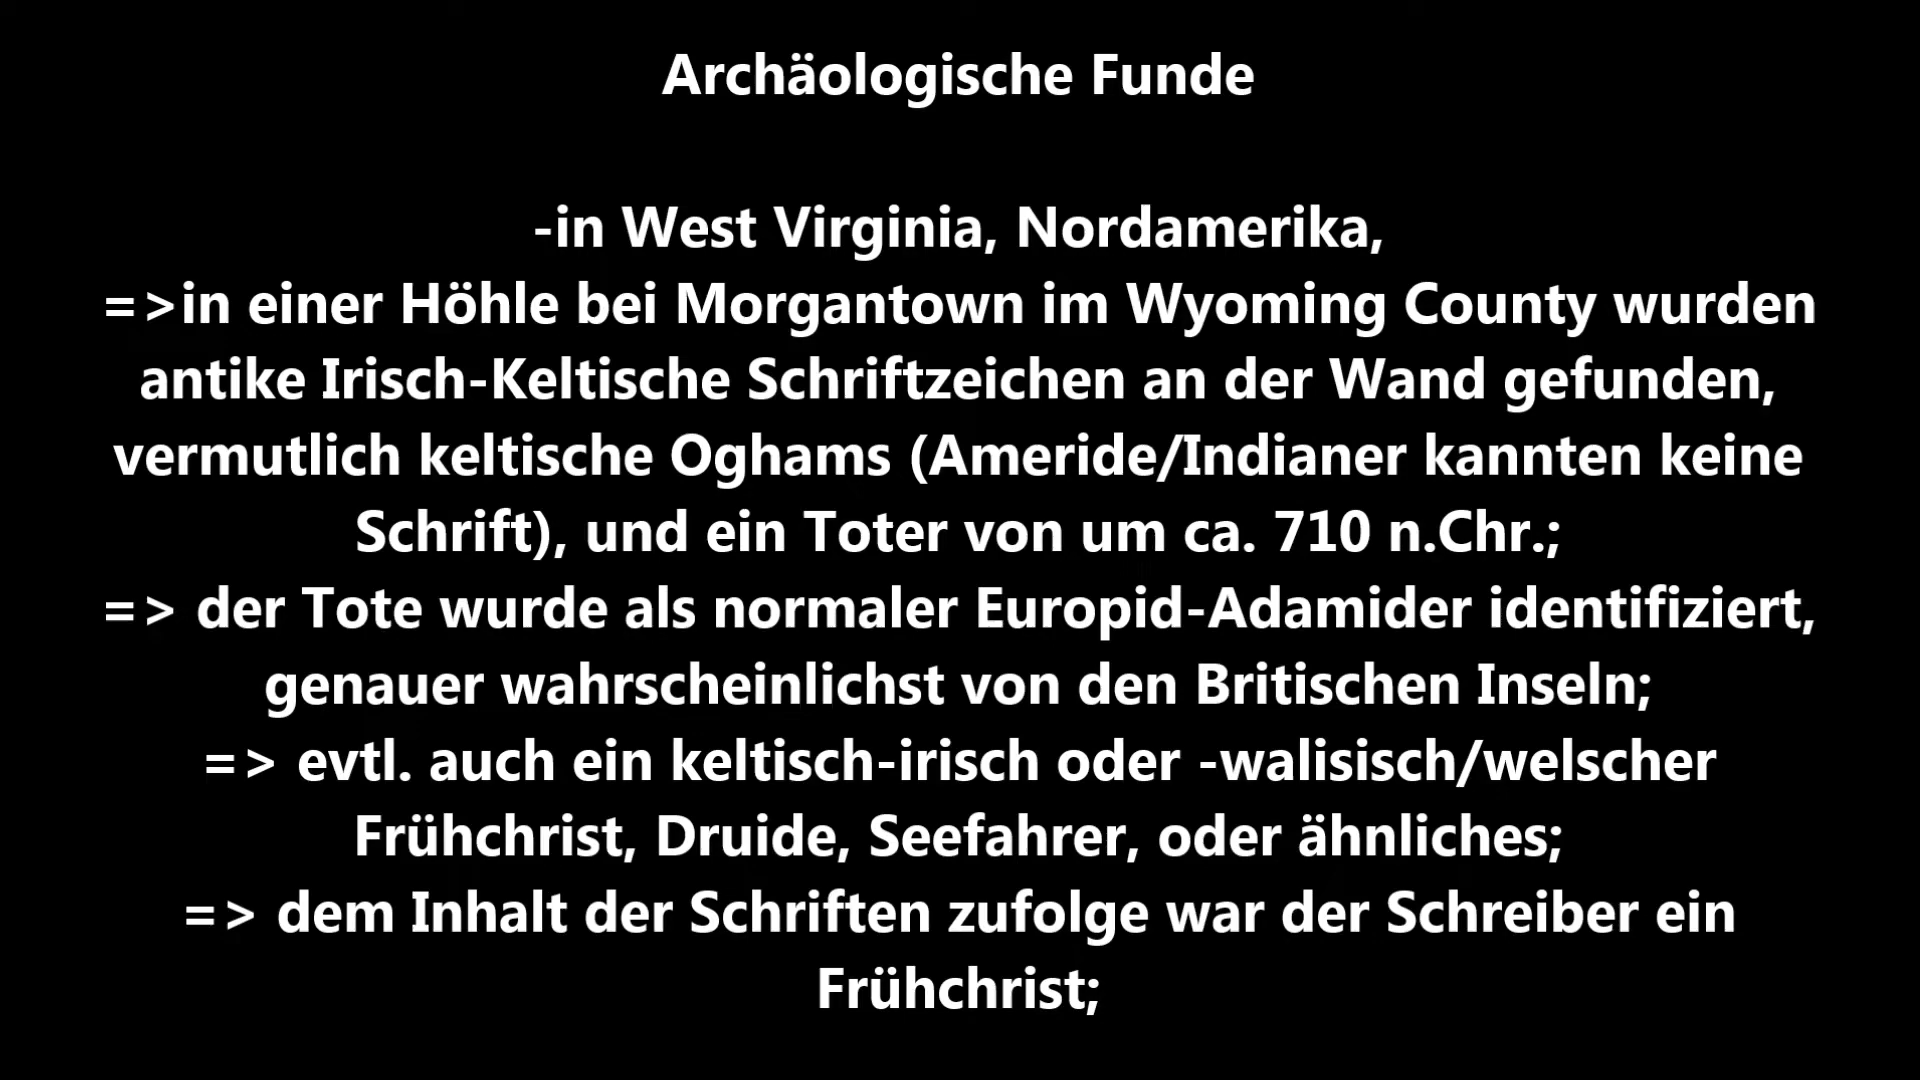 Archäologische Funde
-in West Virginia, Nordamerika,
=>in einer Höhle bei Morgantown im Wyoming County wurden
antike Irisch-Keltische Schriftzeichen an der Wand gefunden,
vermutlich keltische Oghams (Ameride/Indianer kannten keine
Schrift), und ein Toter von um ca. 710 n.Chr.;
=> der Tote wurde als normaler Europid-Adamider identifiziert,
genauer wahrscheinlichst von den Britischen Inseln;
=> evtl. auch ein keltisch-irisch oder -walisisch/welscher
Frühchrist, Druide, Seefahrer, oder ähnliches;
=> dem Inhalt der Schriften zufolge war der Schreiber ein
Frühchrist;